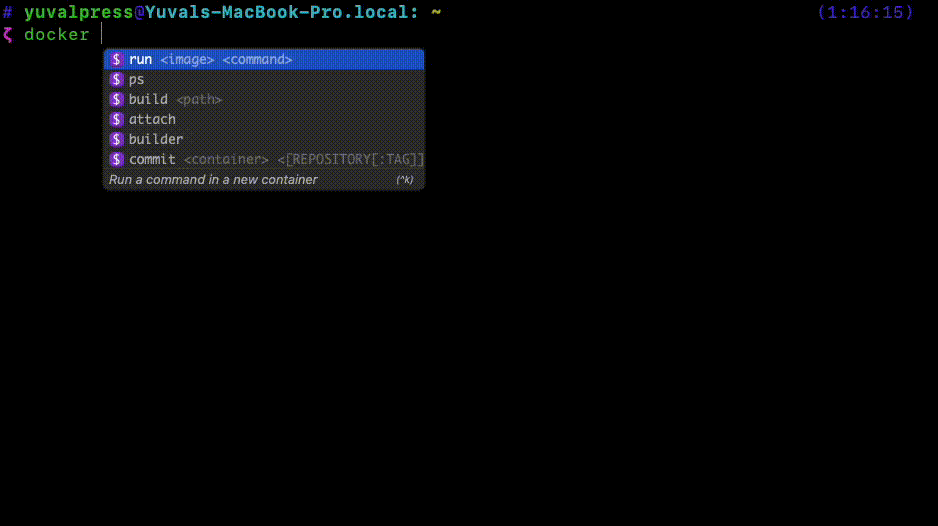 # yuvalpress@Yuvals-MacBook-Pro.local: ~ (1:16:15)
ζ docker
$ run <image> <command>
$ ps
$ build <path>
$ attach
$ builder
$ commit <container> <[REPOSITORY[:TAG]]
Run a command in a new container (^k)